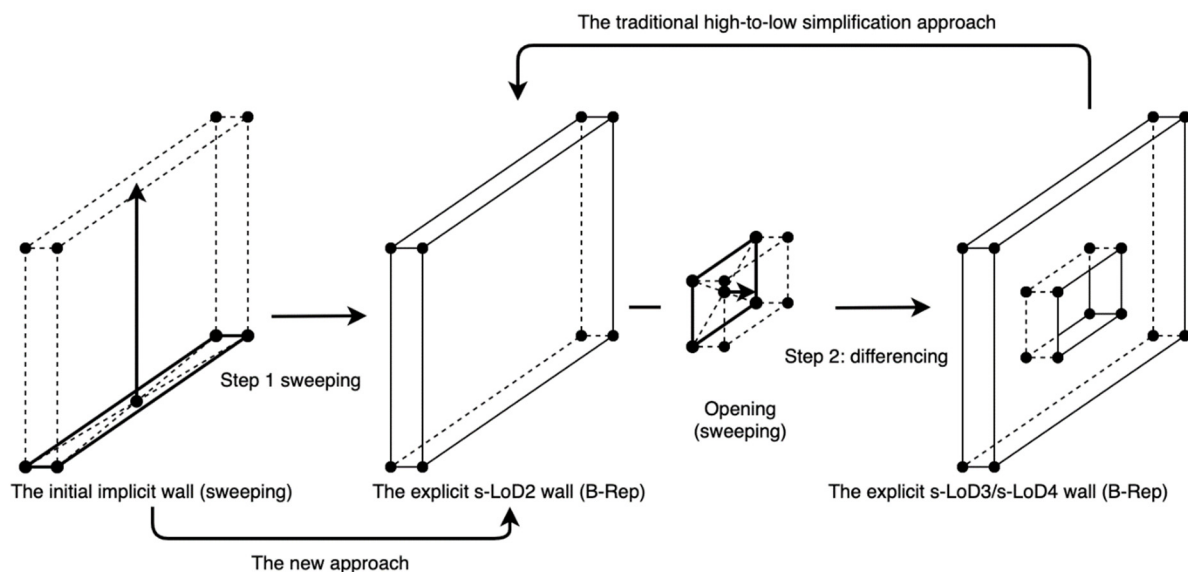 The traditional high-to-low simplification approach
Step 1 sweeping
Step 2: differencing
Opening
(sweeping)
The initial implicit wall (sweeping)
The explicit s-LoD2 wall (B-Rep)
The explicit s-LoD3/s-LoD4 wall (B-Rep)
The new approach